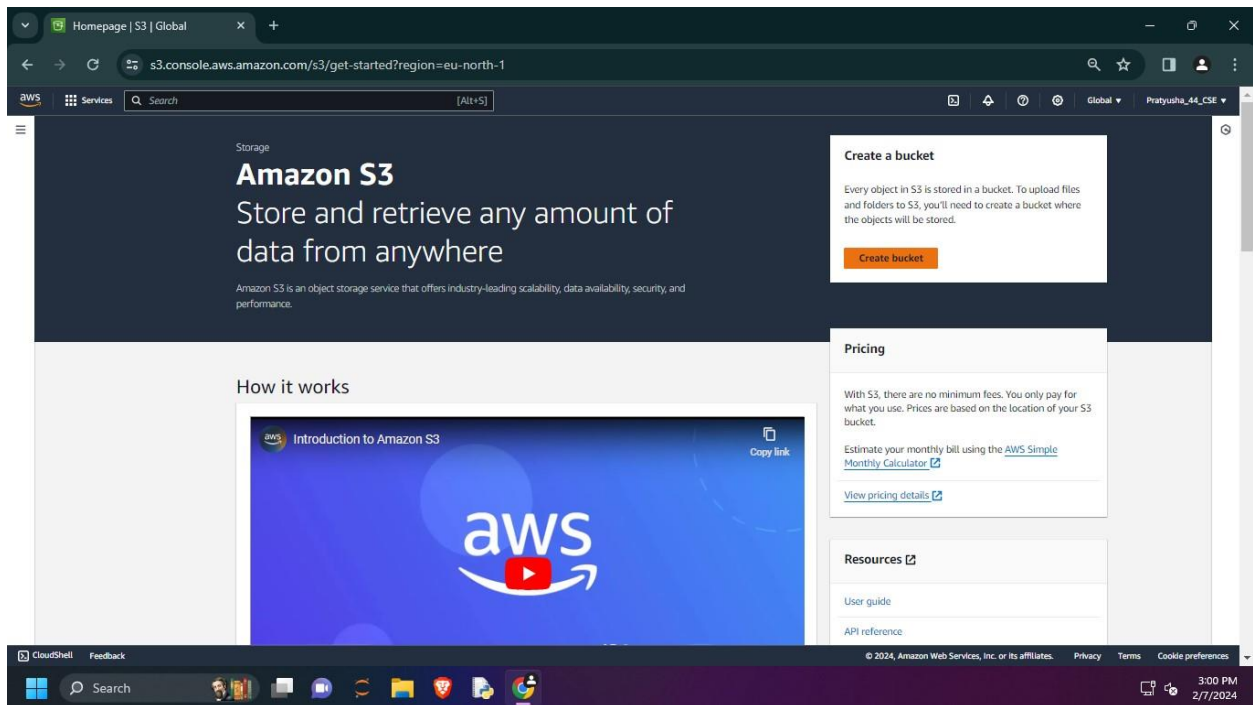 Homepage | S3 | Global
s3.console.aws.amazon.com/s3/get-started?region=eu-north-1
aws Services Search [Alt+S] Global Pratyusha_44_CSE
Storage
Amazon S3
Store and retrieve any amount of
data from anywhere
Amazon S3 is an object storage service that offers industry-leading scalability, data availability, security, and
performance.
Create a bucket
Every object in S3 is stored in a bucket. To upload files
and folders to S3, you'll need to create a bucket where
the objects will be stored.
Create bucket
How it works
aws Introduction to Amazon S3
Copy link
aws
Pricing
With S3, there are no minimum fees. You only pay for
what you use. Prices are based on the location of your S3
bucket.
Estimate your monthly bill using the AWS Simple
Monthly Calculator
View pricing details
Resources
User guide
API reference
CloudShell Feedback © 2024, Amazon Web Services, Inc. or its affiliates. Privacy Terms Cookie preferences
Search
3:00 PM
2/7/2024